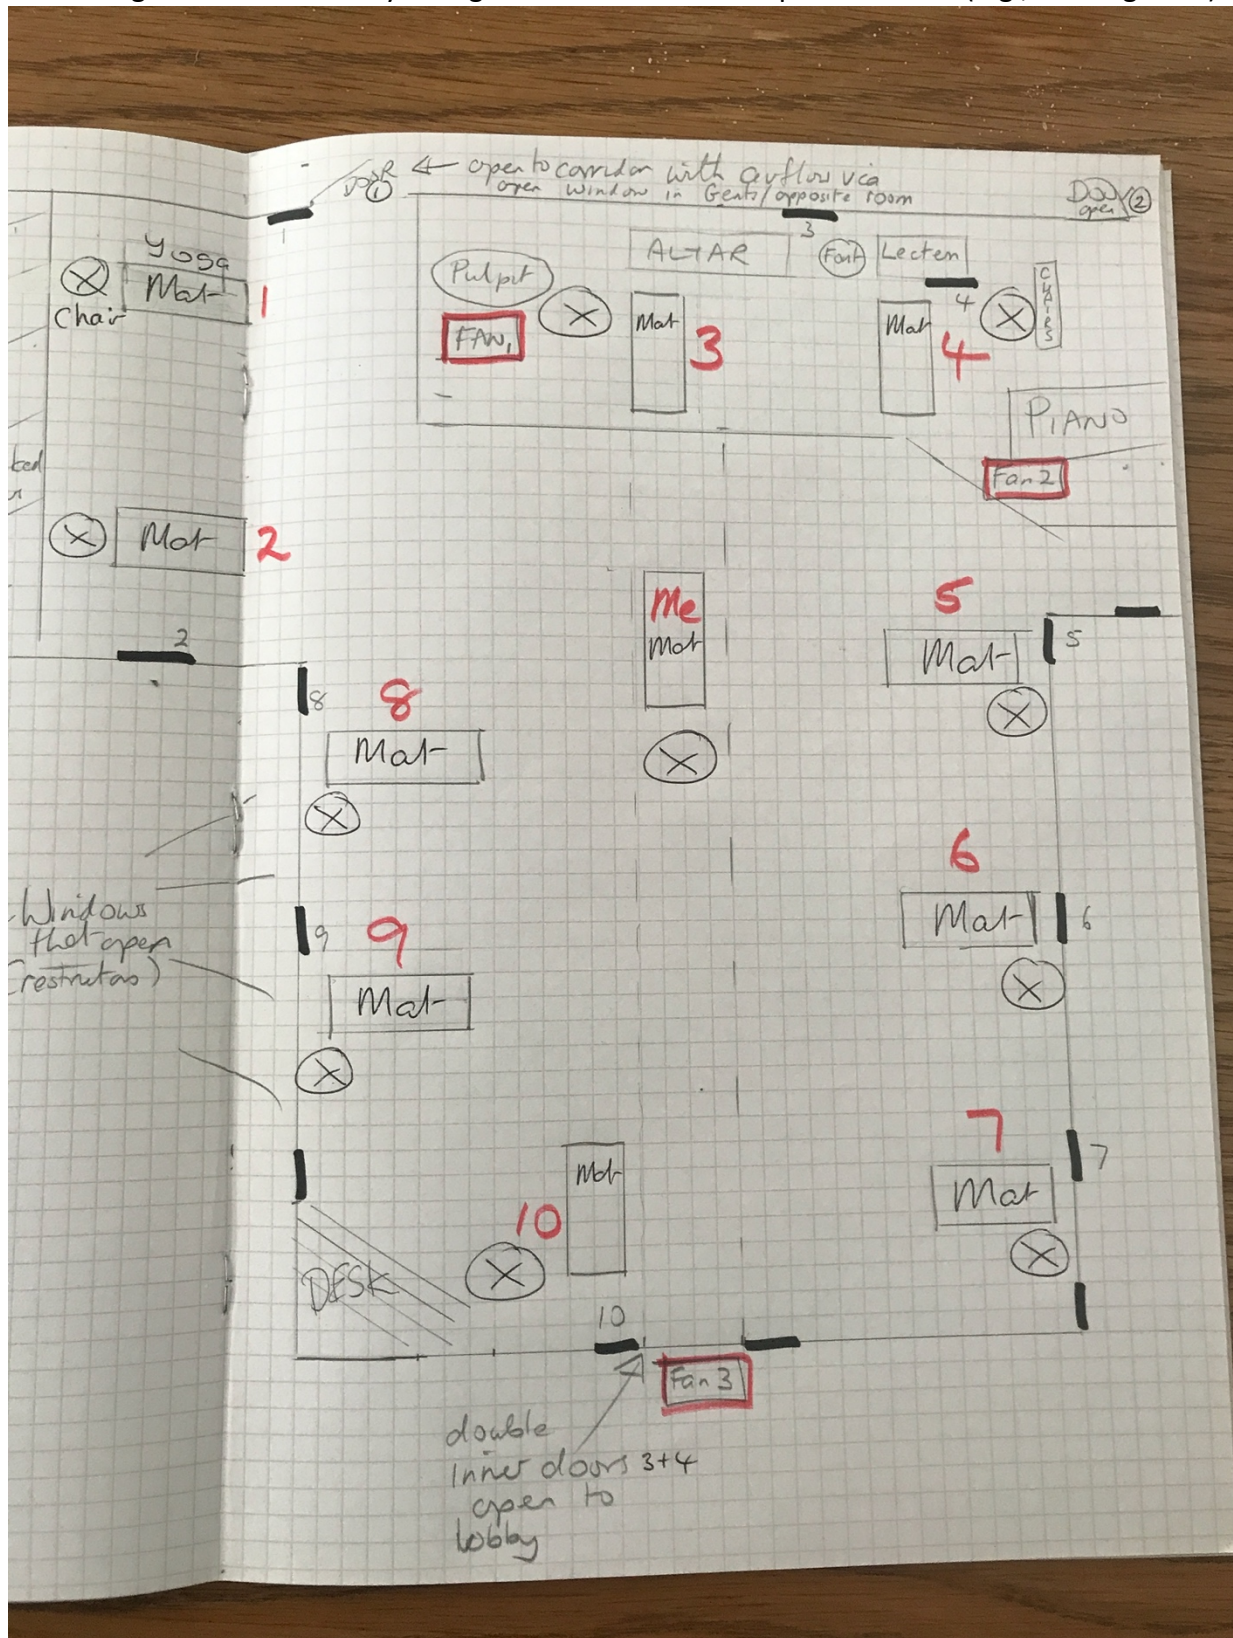 DOOR ① ← open to corridor with airflow via
open window in Gents/opposite room
DOOR ②
open
1
3
Yoga
Mat
1
Chair
Pulpit
FAN 1
ALTAR
Font
Lectern
4
CHAIRS
Mat
3
Mat
4
PIANO
Fan 2
Mat
2
2
Me
Mat
5
Mat
5
8
8
Mat
6
Mat
6
Windows
that open
(restrictors)
9
9
Mat
7
Mat
7
Mat
10
DESK
10
Fan 3
double
inner doors 3+4
open to
lobby